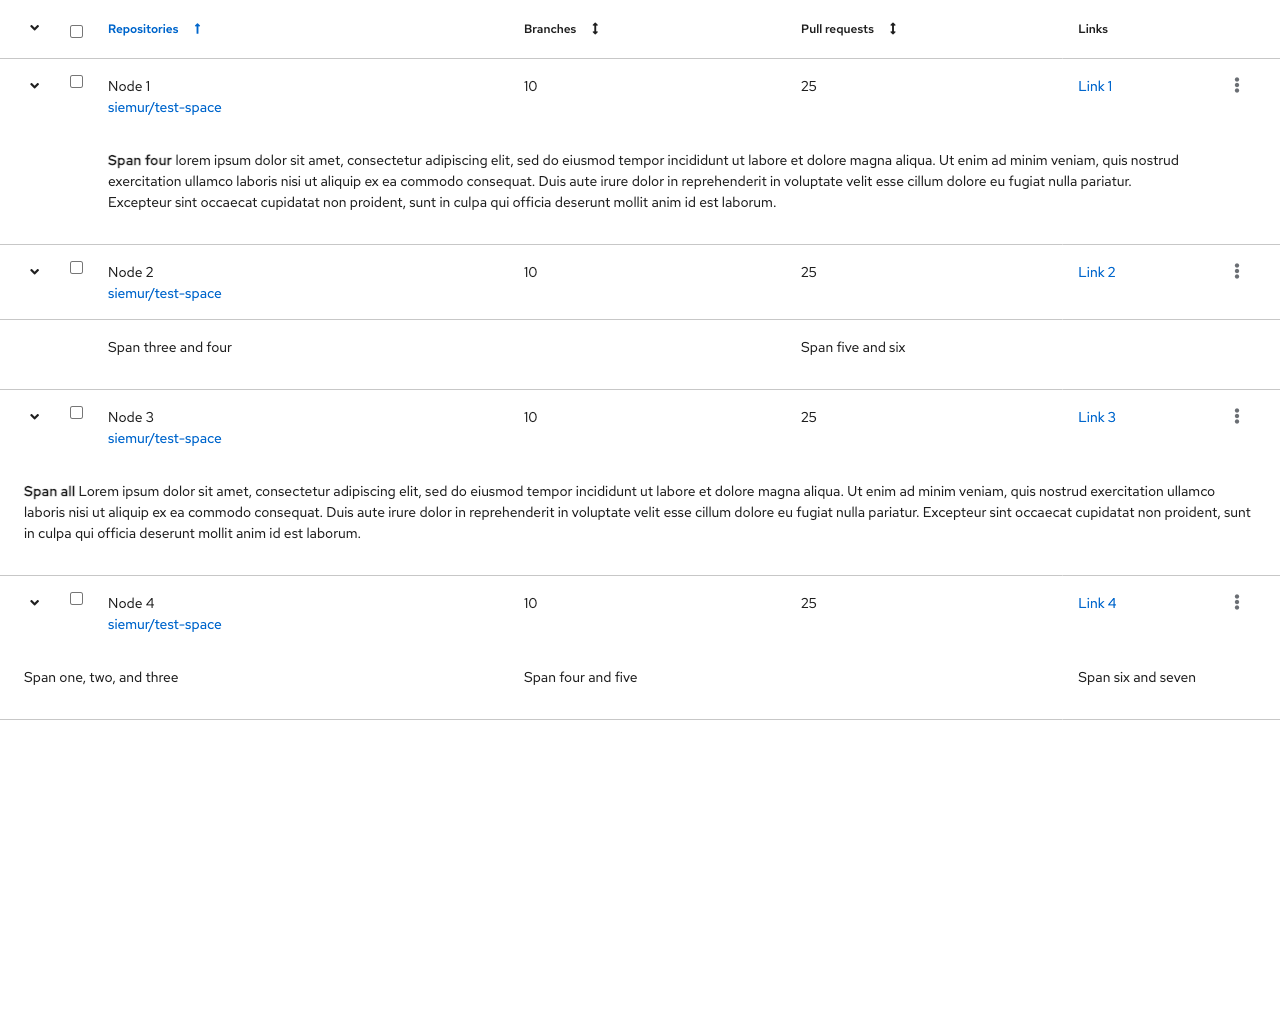 Repositories Branches Pull requests Links
Node 1 10 25 Link 1
siemur/test-space
Span four lorem ipsum dolor sit amet, consectetur adipiscing elit, sed do eiusmod tempor incididunt ut labore et dolore magna aliqua. Ut enim ad minim veniam, quis nostrud
exercitation ullamco laboris nisi ut aliquip ex ea commodo consequat. Duis aute irure dolor in reprehenderit in voluptate velit esse cillum dolore eu fugiat nulla pariatur.
Excepteur sint occaecat cupidatat non proident, sunt in culpa qui officia deserunt mollit anim id est laborum.
Node 2 10 25 Link 2
siemur/test-space
Span three and four Span five and six
Node 3 10 25 Link 3
siemur/test-space
Span all Lorem ipsum dolor sit amet, consectetur adipiscing elit, sed do eiusmod tempor incididunt ut labore et dolore magna aliqua. Ut enim ad minim veniam, quis nostrud exercitation ullamco
laboris nisi ut aliquip ex ea commodo consequat. Duis aute irure dolor in reprehenderit in voluptate velit esse cillum dolore eu fugiat nulla pariatur. Excepteur sint occaecat cupidatat non proident, sunt
in culpa qui officia deserunt mollit anim id est laborum.
Node 4 10 25 Link 4
siemur/test-space
Span one, two, and three Span four and five Span six and seven